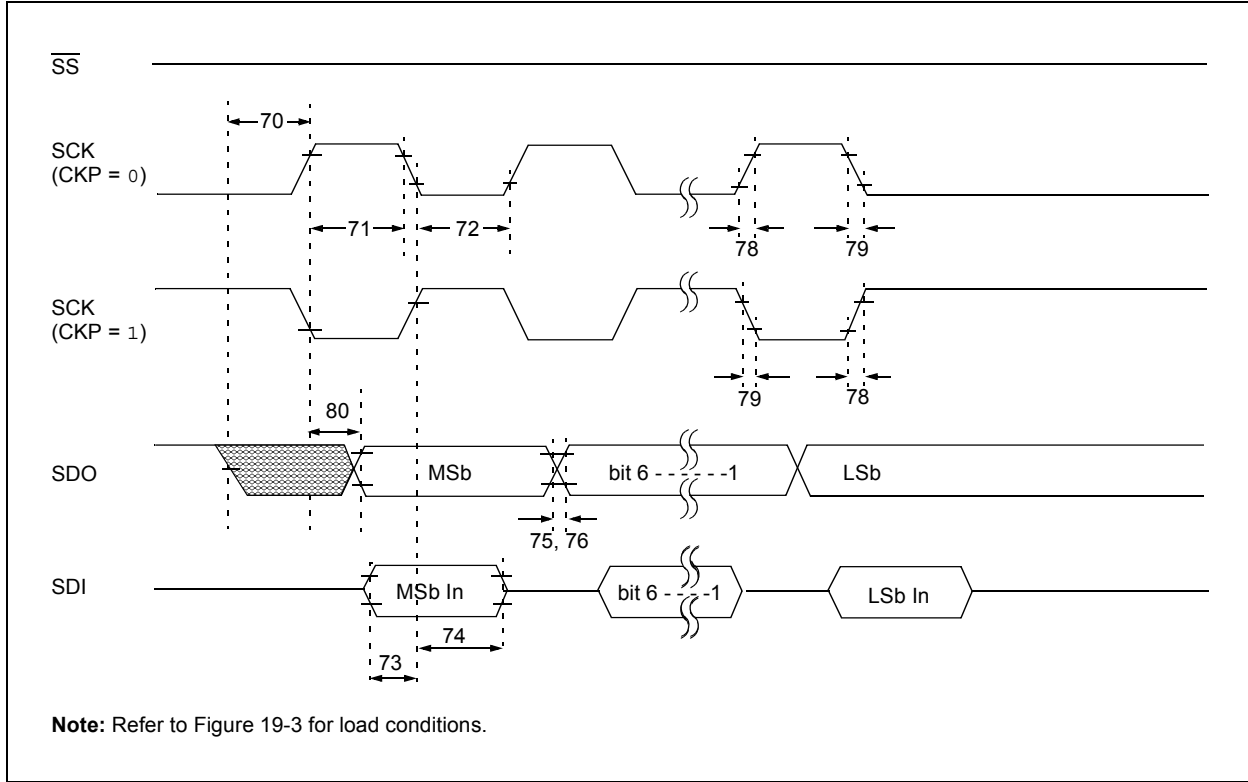 SS
70
SCK
(CKP = 0)
71
72
78
79
SCK
(CKP = 1)
79
78
80
SDO
MSb
bit 6 - - - - - -1
LSb
75, 76
SDI
MSb In
bit 6 - - - -1
LSb In
74
73
Note: Refer to Figure 19-3 for load conditions.